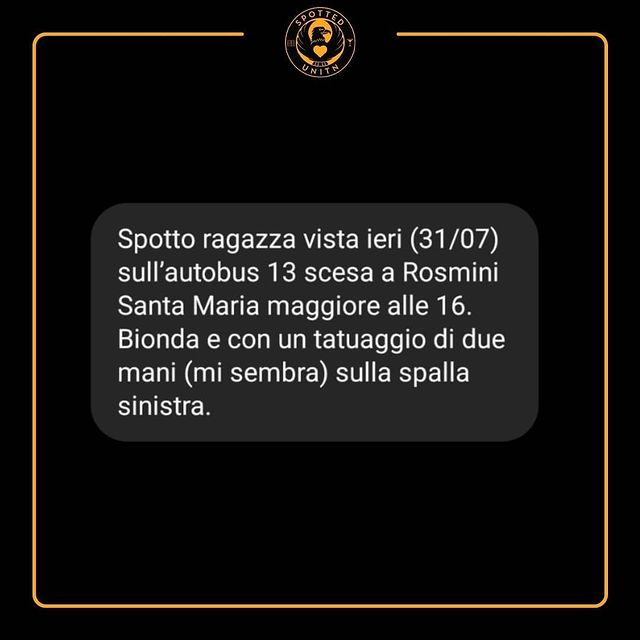 SPOTTED
UNITN
Spotto ragazza vista ieri (31/07)
sull’autobus 13 scesa a Rosmini
Santa Maria maggiore alle 16.
Bionda e con un tatuaggio di due
mani (mi sembra) sulla spalla
sinistra.